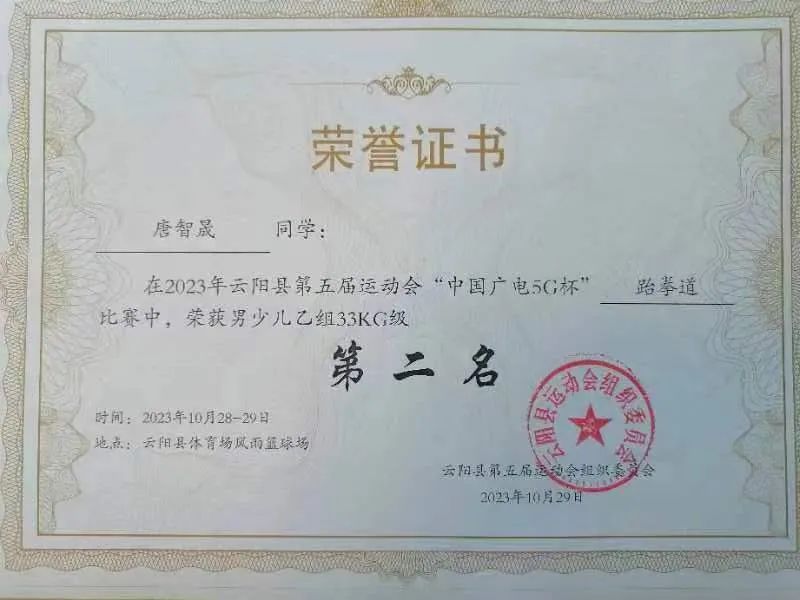 荣誉证书
唐智晟 同学：
在2023年云阳县第五届运动会“中国广电5G杯” 跆拳道
比赛中，荣获男少儿乙组33KG级
第二名
时间：2023年10月28-29日
地点：云阳县体育场风雨篮球场
云阳县运动会组织委员会
云阳县第五届运动会组织委员会
2023年10月29日